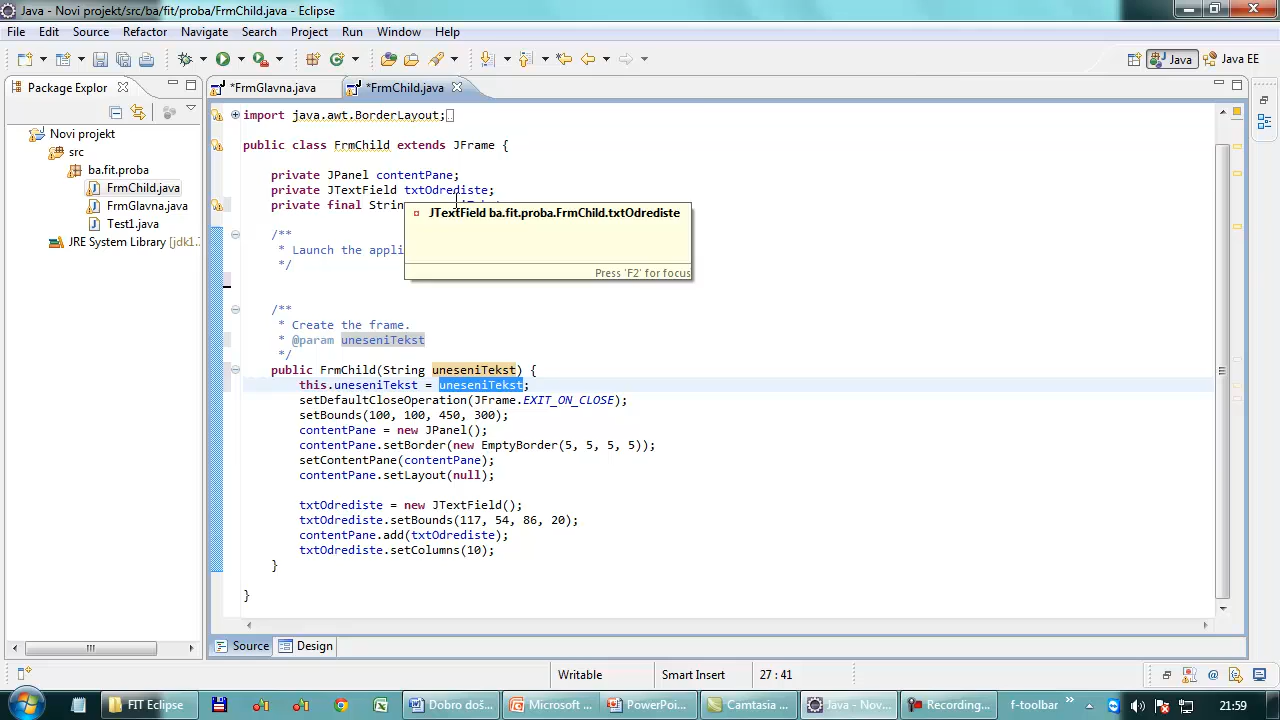 Java - Novi projekt/src/ba/fit/proba/FrmChild.java - Eclipse
File Edit Source Refactor Navigate Search Project Run Window Help
Java Java EE
Package Explorer
*FrmGlavna.java *FrmChild.java
Novi projekt
src
ba.fit.proba
FrmChild.java
FrmGlavna.java
Test1.java
JRE System Library [jdk1.
import java.awt.BorderLayout;
public class FrmChild extends JFrame {
private JPanel contentPane;
private JTextField txtOdrediste;
private final Strin
JTextField ba.fit.proba.FrmChild.txtOdrediste
Press 'F2' for focus
/**
* Launch the appli
*/
/**
* Create the frame.
* @param uneseniTekst
*/
public FrmChild(String uneseniTekst) {
this.uneseniTekst = uneseniTekst;
setDefaultCloseOperation(JFrame.EXIT_ON_CLOSE);
setBounds(100, 100, 450, 300);
contentPane = new JPanel();
contentPane.setBorder(new EmptyBorder(5, 5, 5, 5));
setContentPane(contentPane);
contentPane.setLayout(null);
txtOdrediste = new JTextField();
txtOdrediste.setBounds(117, 54, 86, 20);
contentPane.add(txtOdrediste);
txtOdrediste.setColumns(10);
}
}
Source Design
Writable Smart Insert 27 : 41
FIT Eclipse Dobro doš... Microsoft ... PowerPoi... Camtasia ... Java - Nov... Recording... f-toolbar 21:59